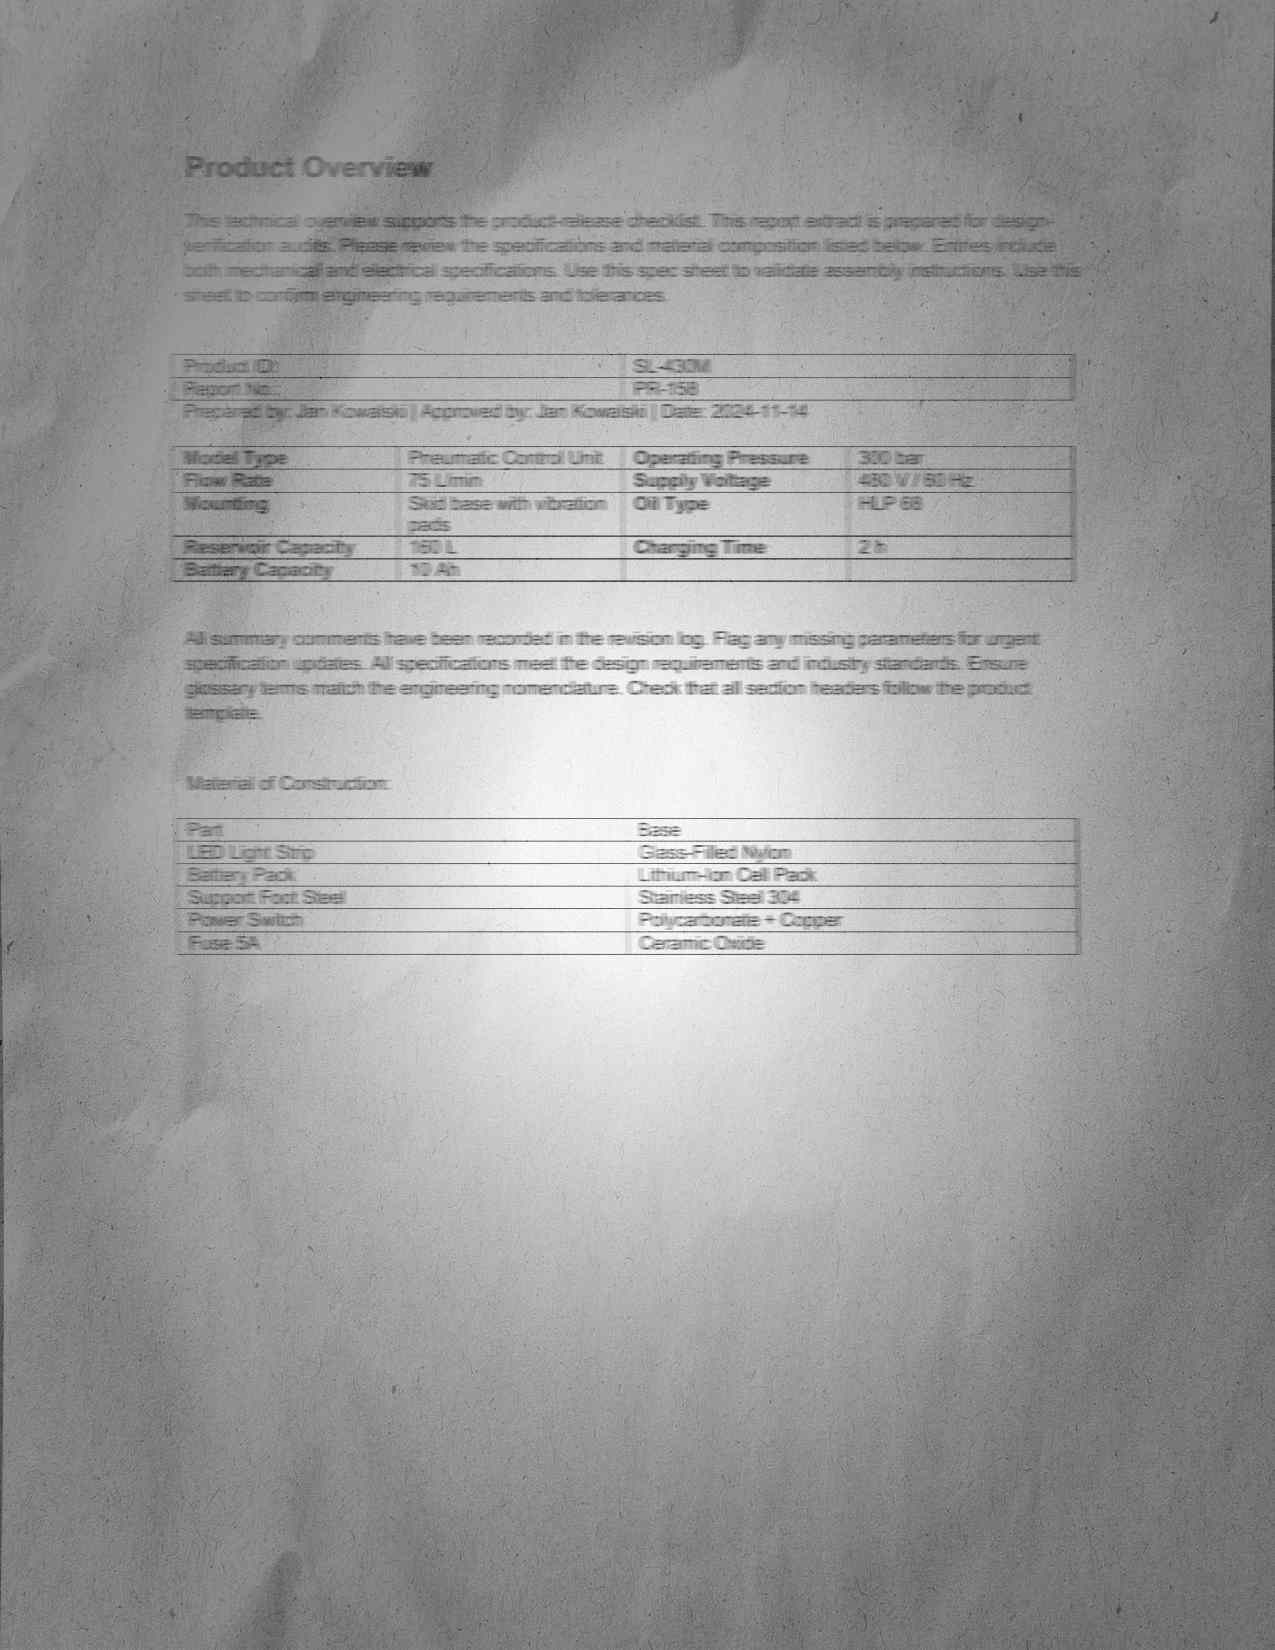 Product Overview
This technical overview supports the product-release checklist. This report extract is prepared for design-
verification audits. Please review the specifications and material composition listed below. Entries include
both mechanical and electrical specifications. Use this spec sheet to validate assembly instructions. Use this
sheet to confirm engineering requirements and tolerances.
Product ID: SL-430M
Report No.: PR-158
Prepared by: Jan Kowalski | Approved by: Jan Kowalski | Date: 2024-11-14
Model Type Pneumatic Control Unit Operating Pressure 300 bar
Flow Rate 75 L/min Supply Voltage 480 V / 60 Hz
Mounting Skid base with vibration Oil Type HLP 68
pads
Reservoir Capacity 160 L Charging Time 2 h
Battery Capacity 10 Ah
All summary comments have been recorded in the revision log. Flag any missing parameters for urgent
specification updates. All specifications meet the design requirements and industry standards. Ensure
glossary terms match the engineering nomenclature. Check that all section headers follow the product
template.
Material of Construction:
Part Base
LED Light Strip Glass-Filled Nylon
Battery Pack Lithium-Ion Cell Pack
Support Foot Steel Stainless Steel 304
Power Switch Polycarbonate + Copper
Fuse 5A Ceramic Oxide